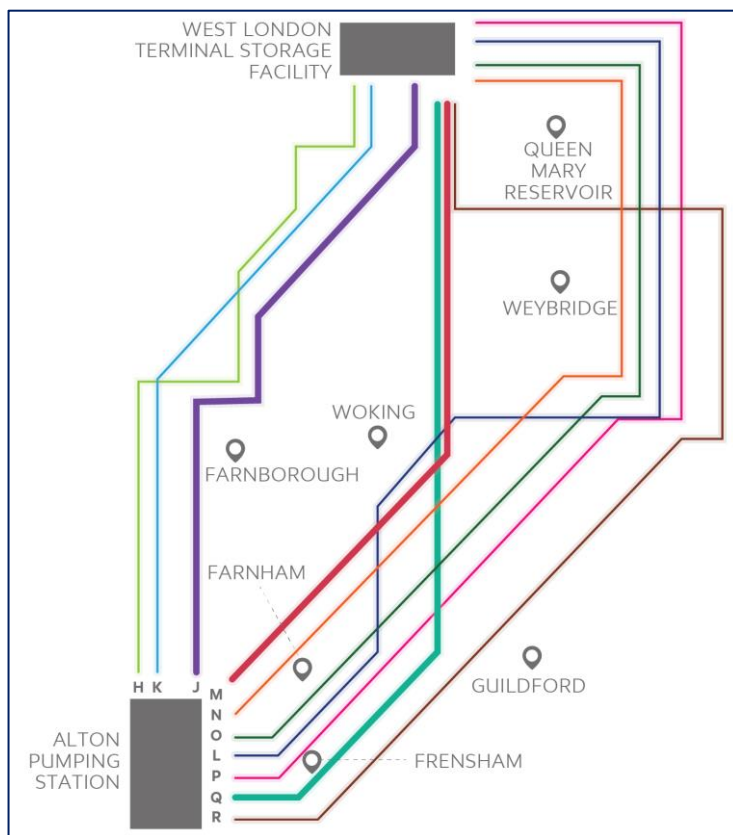 WEST LONDON
TERMINAL STORAGE
FACILITY
QUEEN
MARY
RESERVOIR
WEYBRIDGE
WOKING
FARNBOROUGH
FARNHAM
GUILDFORD
H K J
M
N
O
L
P
Q
R
ALTON
PUMPING
STATION
FRENSHAM